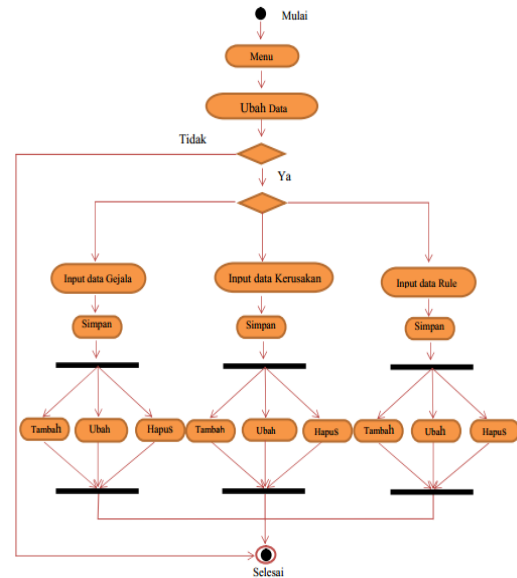 Mulai
Menu
Ubah Data
Tidak
Ya
Input data Gejala
Input data Kerusakan
Input data Rule
Simpan
Simpan
Simpan
Tambah
Ubah
Hapus
Tambah
Ubah
Hapus
Tambah
Ubah
Hapus
Selesai